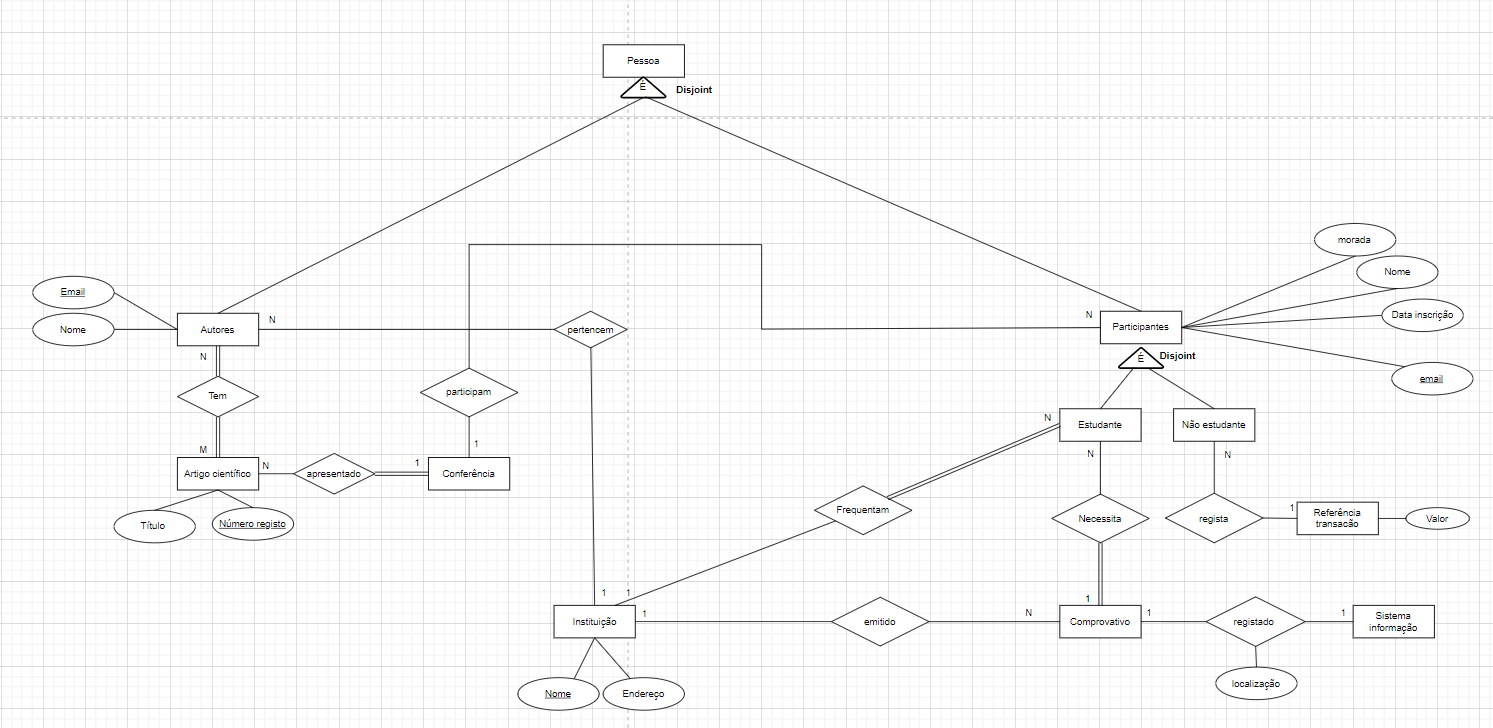 Pessoa
É
Disjoint
morada
Nome
Email
Data inscrição
N
N
Nome
Autores
pertencem
Participantes
N
É
Disjoint
email
Tem
participam
N
Estudante
Não estudante
M
1
N
N
N
1
Artigo científico
apresentado
Conferência
Título
Número registo
Frequentam
Necessita
regista
1
Referência
transacão
Valor
1
1
1
1
N
1
1
Instituição
emitido
Comprovativo
registado
Sistema
informação
Nome
Endereço
localização